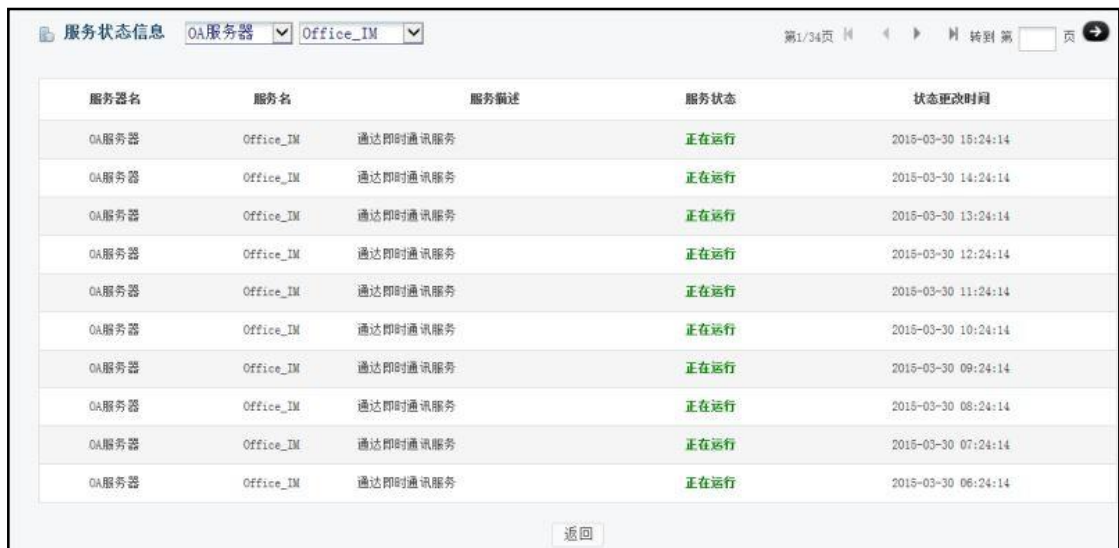 服务状态信息 OA服务器 Office_IM 第1/34页 转到 第 页
服务器名 服务名 服务描述 服务状态 状态更改时间
OA服务器 Office_IM 通达即时通讯服务 正在运行 2015-03-30 15:24:14
OA服务器 Office_IM 通达即时通讯服务 正在运行 2015-03-30 14:24:14
OA服务器 Office_IM 通达即时通讯服务 正在运行 2015-03-30 13:24:14
OA服务器 Office_IM 通达即时通讯服务 正在运行 2015-03-30 12:24:14
OA服务器 Office_IM 通达即时通讯服务 正在运行 2015-03-30 11:24:14
OA服务器 Office_IM 通达即时通讯服务 正在运行 2015-03-30 10:24:14
OA服务器 Office_IM 通达即时通讯服务 正在运行 2015-03-30 09:24:14
OA服务器 Office_IM 通达即时通讯服务 正在运行 2015-03-30 08:24:14
OA服务器 Office_IM 通达即时通讯服务 正在运行 2015-03-30 07:24:14
OA服务器 Office_IM 通达即时通讯服务 正在运行 2015-03-30 06:24:14
返回